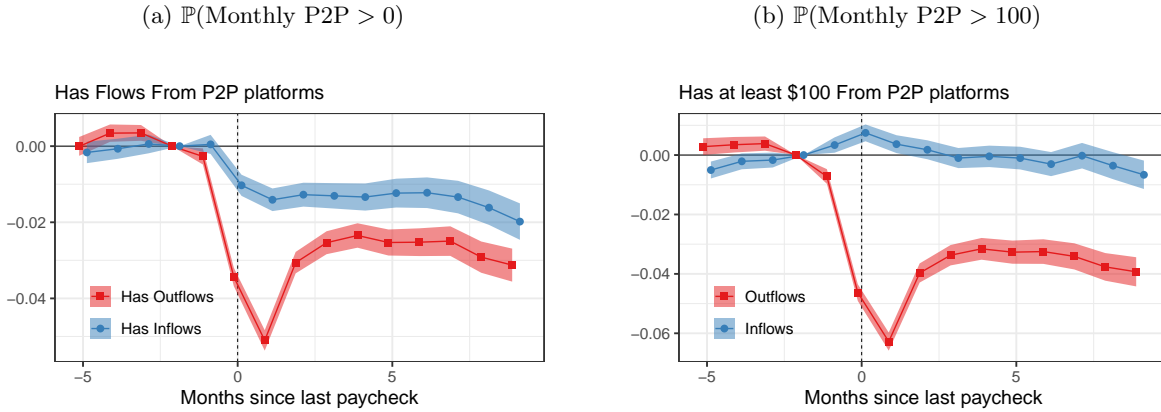 (a) ℙ(Monthly P2P > 0)
Has Flows From P2P platforms
0.00
−0.02
−0.04
Has Outflows
Has Inflows
−5
0
5
Months since last paycheck
(b) ℙ(Monthly P2P > 100)
Has at least $100 From P2P platforms
0.00
−0.02
−0.04
−0.06
Outflows
Inflows
−5
0
5
Months since last paycheck